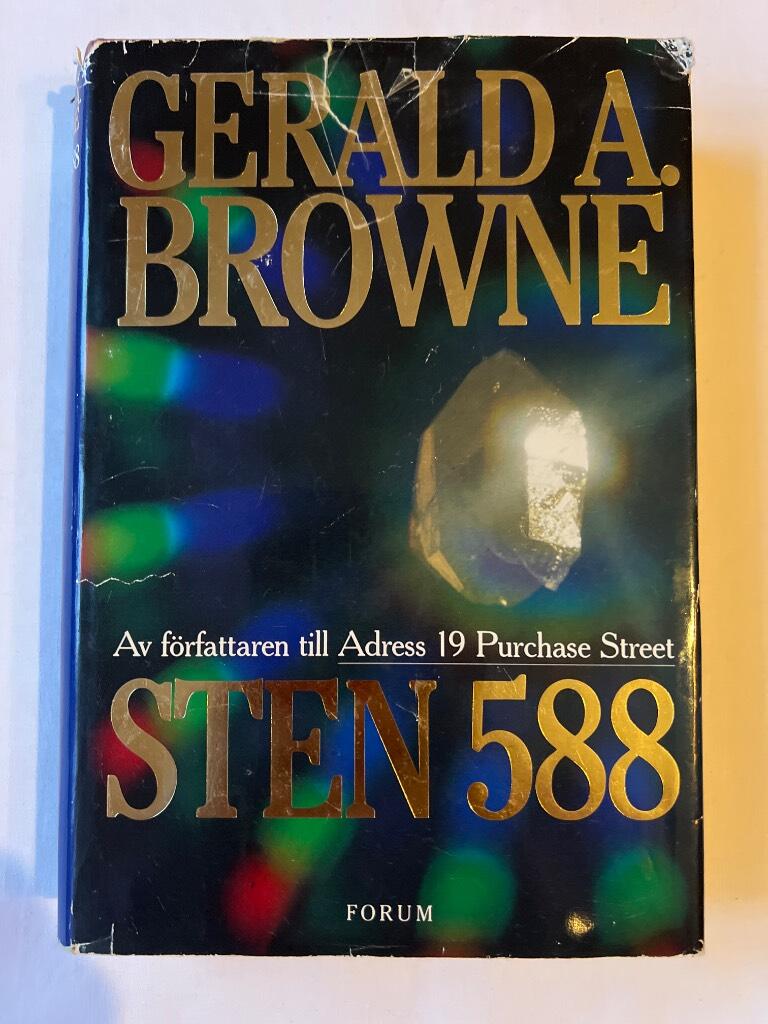 GERALD A.
BROWNE
Av författaren till Adress 19 Purchase Street
STEN 588
FORUM